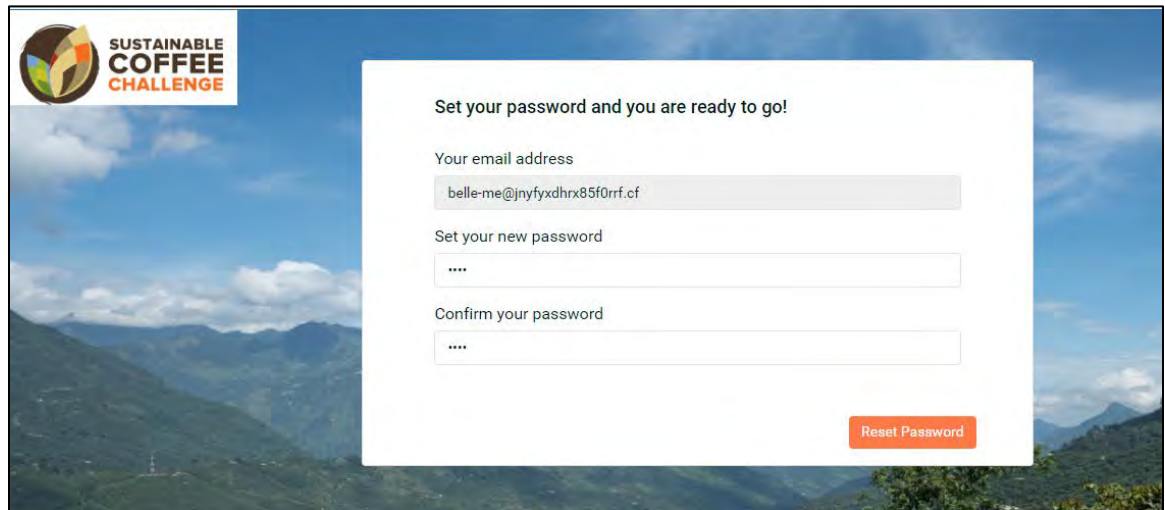 SUSTAINABLE
COFFEE
CHALLENGE
Set your password and you are ready to go!
Your email address
belle-me@jnyfyxdhrx85f0rrf.cf
Set your new password
••••
Confirm your password
••••
Reset Password